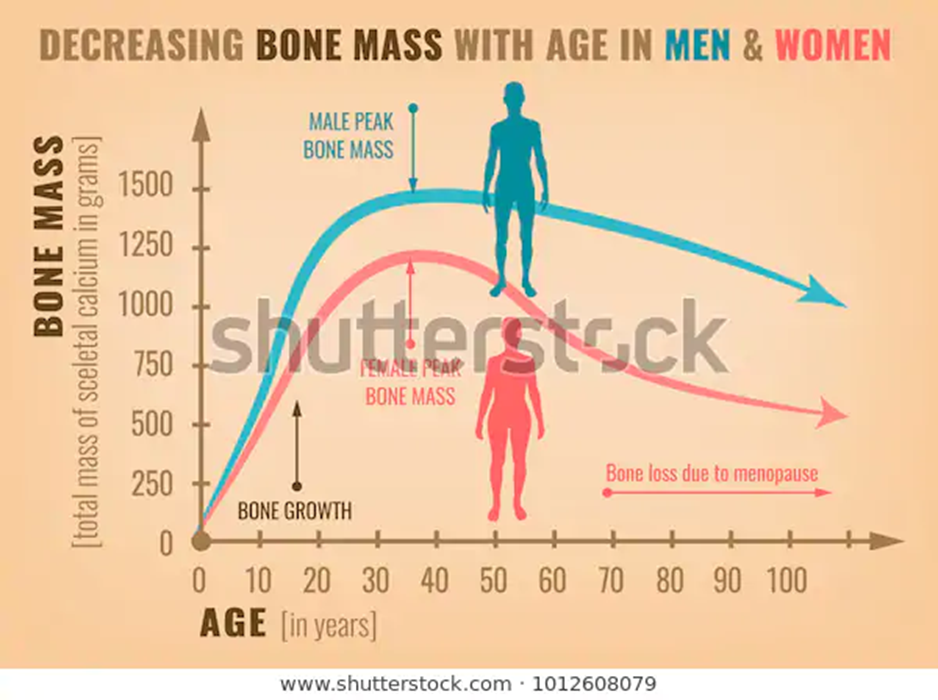 DECREASING BONE MASS WITH AGE IN MEN & WOMEN
MALE PEAK
BONE MASS
BONE MASS
[total mass of sceletal calcium in grams]
1500
1250
1000
750
500
250
0
shutterstock
FEMALE PEAK
BONE MASS
Bone loss due to menopause
BONE GROWTH
0 10 20 30 40 50 60 70 80 90 100
AGE [in years]
www.shutterstock.com · 1012608079